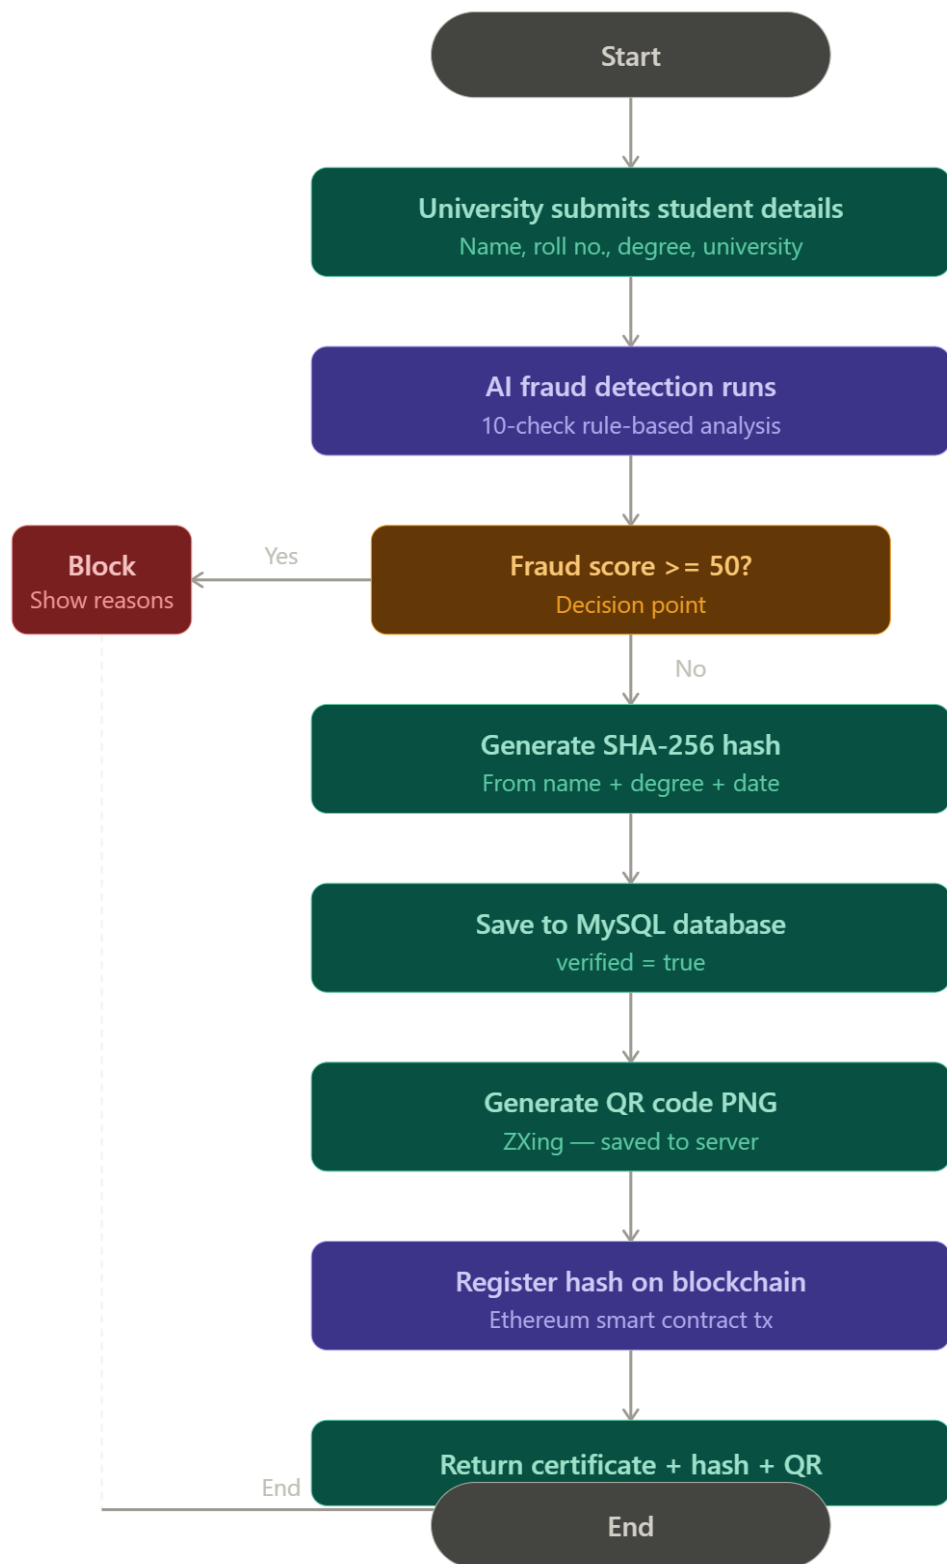 Start
University submits student details
Name, roll no., degree, university
AI fraud detection runs
10-check rule-based analysis
Block
Show reasons
Yes
Fraud score >= 50?
Decision point
No
Generate SHA-256 hash
From name + degree + date
Save to MySQL database
verified = true
Generate QR code PNG
ZXing — saved to server
Register hash on blockchain
Ethereum smart contract tx
Return certificate + hash + QR
End
End